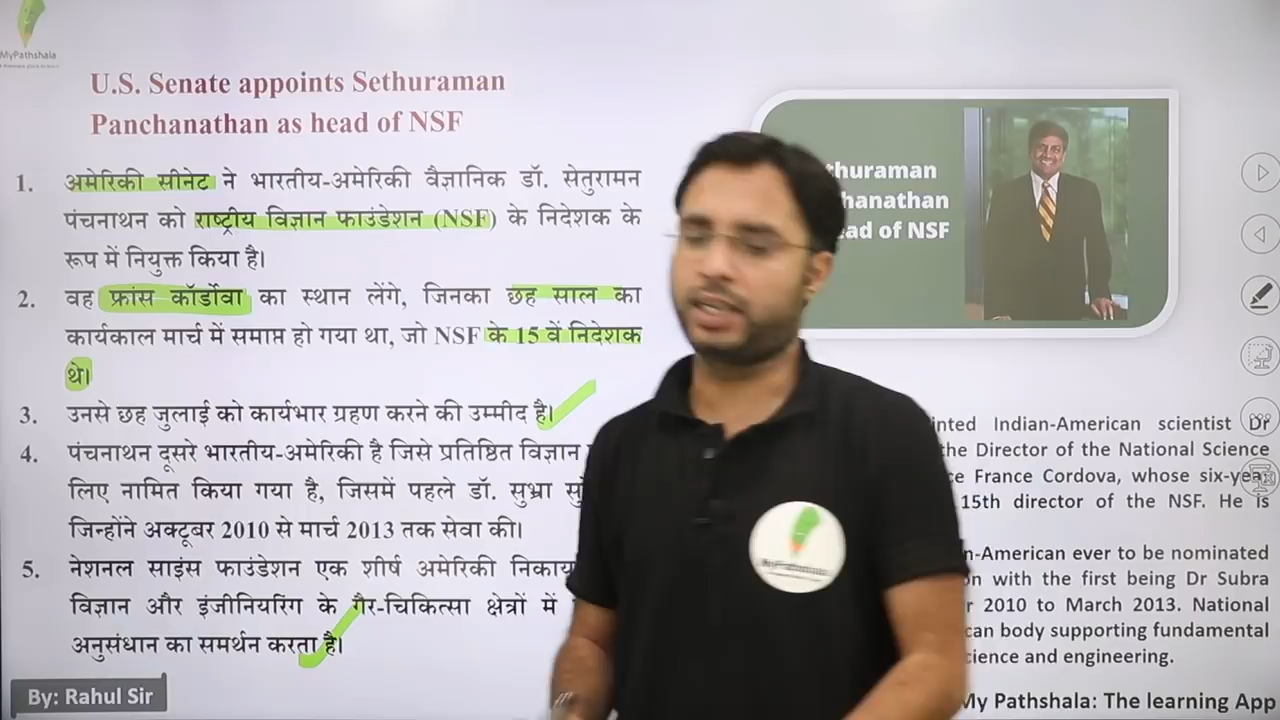 MyPathshala
U.S. Senate appoints Sethuraman
Panchanathan as head of NSF
1. अमेरिकी सीनेट ने भारतीय-अमेरिकी वैज्ञानिक डॉ. सेतुरामन
पंचनाथन को राष्ट्रीय विज्ञान फाउंडेशन (NSF) के निदेशक के
रूप में नियुक्त किया है।
2. वह फ्रांस कॉर्डोवा का स्थान लेंगे, जिनका छह साल का
कार्यकाल मार्च में समाप्त हो गया था, जो NSF के 15 वें निदेशक
थे।
3. उनसे छह जुलाई को कार्यभार ग्रहण करने की उम्मीद है।
4. पंचनाथन दूसरे भारतीय-अमेरिकी है जिसे प्रतिष्ठित विज्ञान
लिए नामित किया गया है, जिसमें पहले डॉ. सुभ्रा
जिन्होंने अक्टूबर 2010 से मार्च 2013 तक सेवा की।
5. नेशनल साइंस फाउंडेशन एक शीर्ष अमेरिकी निकाय
विज्ञान और इंजीनियरिंग के गैर-चिकित्सा क्षेत्रों में
अनुसंधान का समर्थन करता है।
By: Rahul Sir
thuraman
hanathan
ead of NSF
inted Indian-American scientist
the Director of the National Science
ce France Cordova, whose six-year
15th director of the NSF. He is
n-American ever to be nominated
on with the first being Dr Subra
r 2010 to March 2013. National
can body supporting fundamental
cience and engineering.
My Pathshala: The learning App
MyPathshala